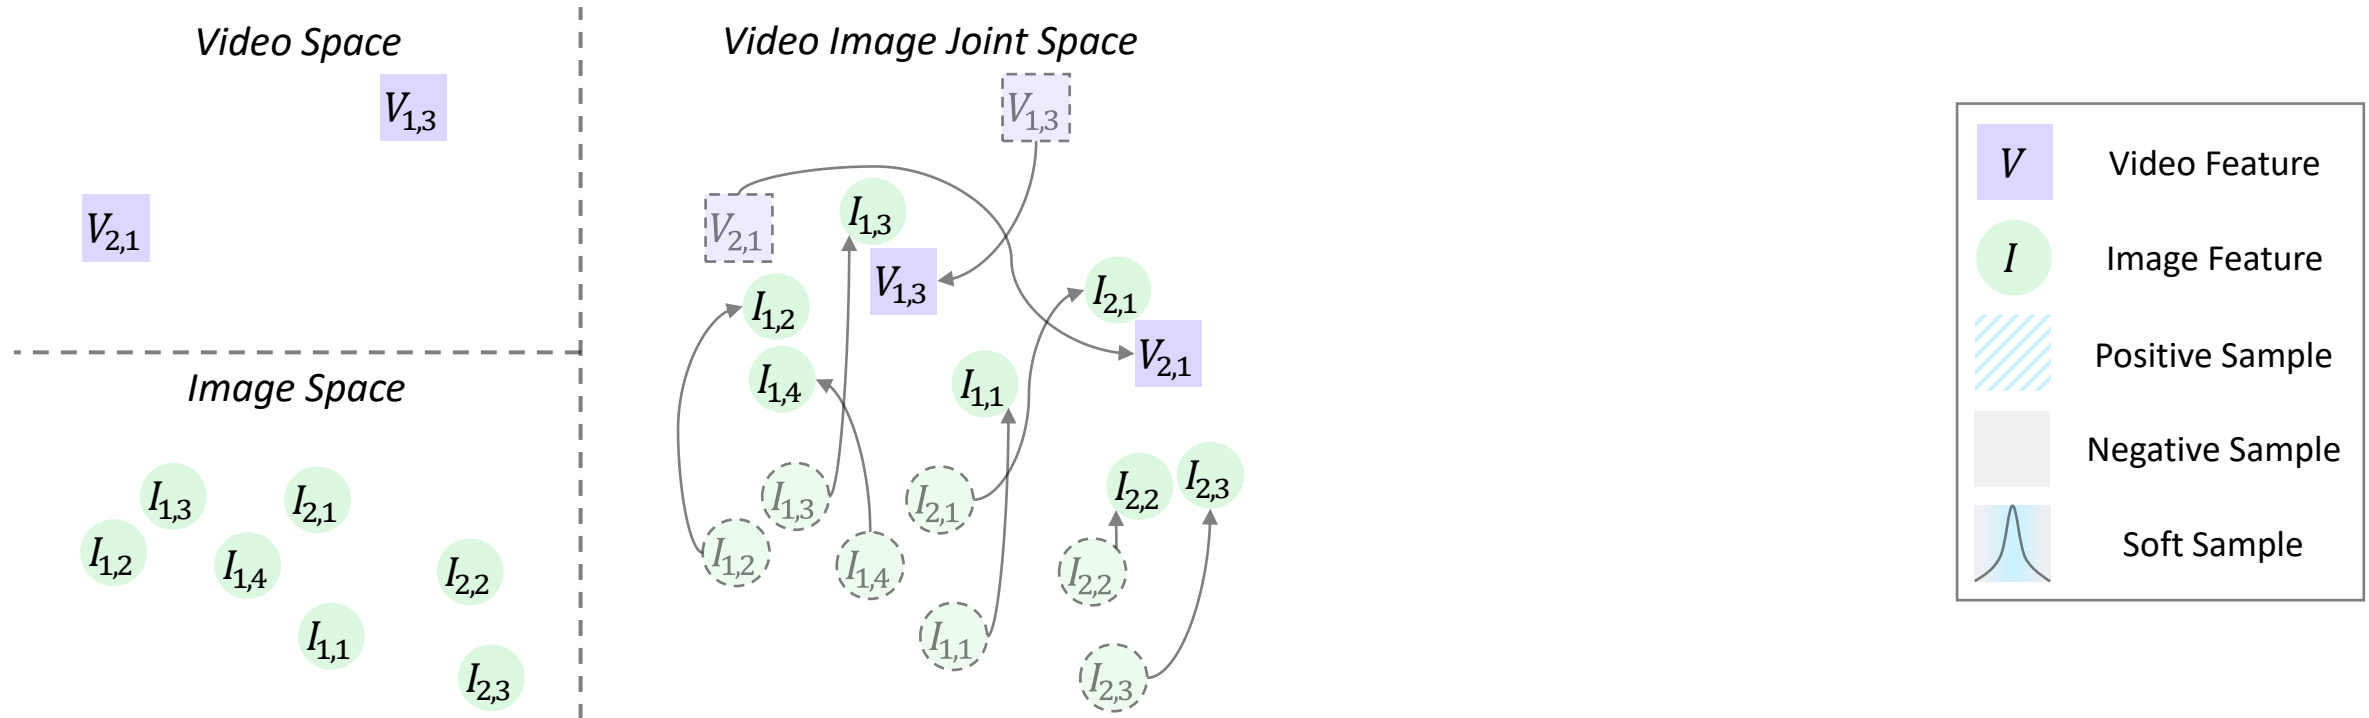 Video Space
V1,3
V2,1
Image Space
I1,3
I2,1
I1,2
I1,4
I2,2
I1,1
I2,3
Video Image Joint Space
V1,3
V2,1
I1,3
V1,3
I2,1
I1,2
V2,1
I1,4
I1,1
I2,2
I2,3
I1,3
I2,1
I1,2
I1,4
I2,2
I1,1
I2,3
V Video Feature
I Image Feature
Positive Sample
Negative Sample
Soft Sample